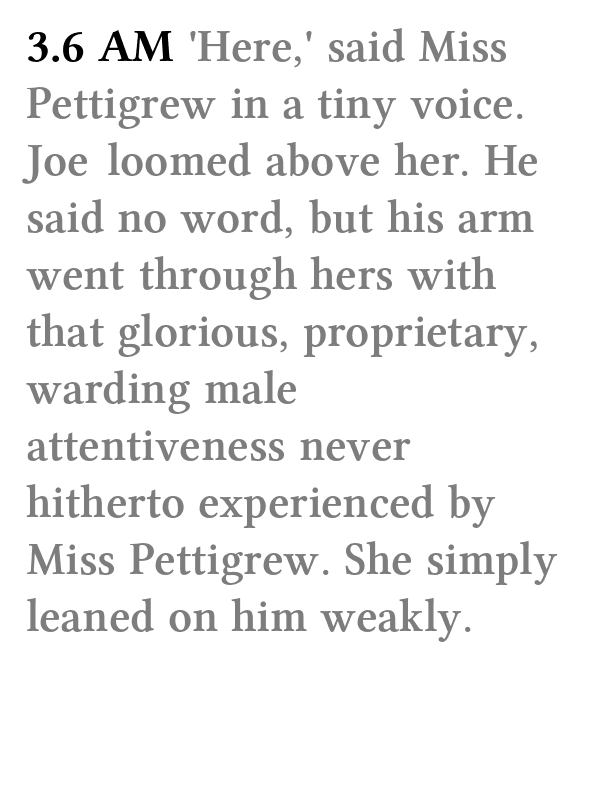 3.6 AM 'Here,' said Miss
Pettigrew in a tiny voice.
Joe loomed above her. He
said no word, but his arm
went through hers with
that glorious, proprietary,
warding male
attentiveness never
hitherto experienced by
Miss Pettigrew. She simply
leaned on him weakly.